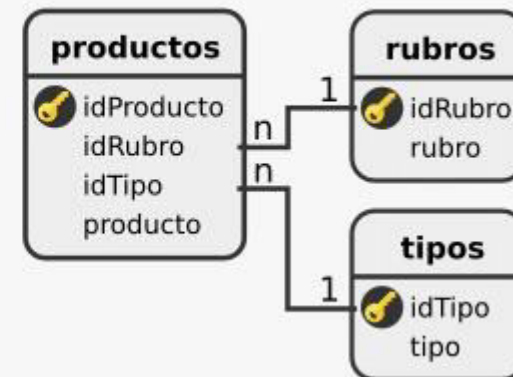 productos
idProducto
idRubro
idTipo
producto
n
n
1
rubros
idRubro
rubro
1
tipos
idTipo
tipo